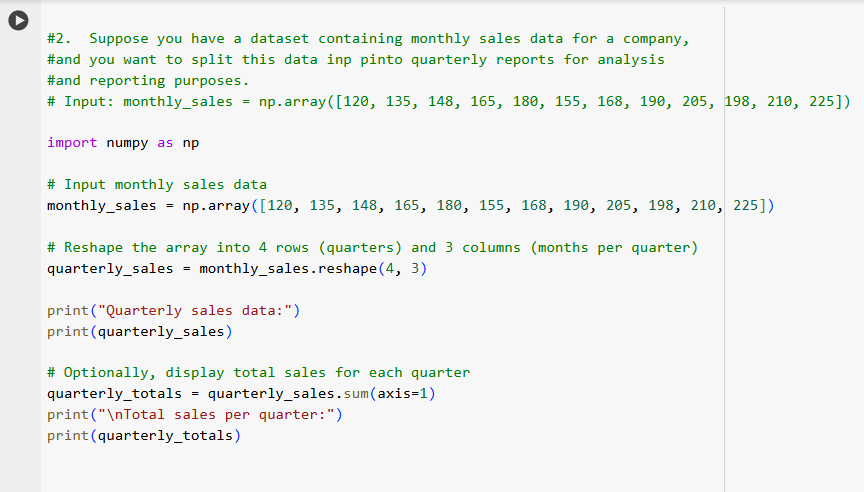 #2.  Suppose you have a dataset containing monthly sales data for a company,
#and you want to split this data inp pinto quarterly reports for analysis
#and reporting purposes.
# Input: monthly_sales = np.array([120, 135, 148, 165, 180, 155, 168, 190, 205, 198, 210, 225])
import numpy as np
# Input monthly sales data
monthly_sales = np.array([120, 135, 148, 165, 180, 155, 168, 190, 205, 198, 210, 225])
# Reshape the array into 4 rows (quarters) and 3 columns (months per quarter)
quarterly_sales = monthly_sales.reshape(4, 3)
print("Quarterly sales data:")
print(quarterly_sales)
# Optionally, display total sales for each quarter
quarterly_totals = quarterly_sales.sum(axis=1)
print("\nTotal sales per quarter:")
print(quarterly_totals)